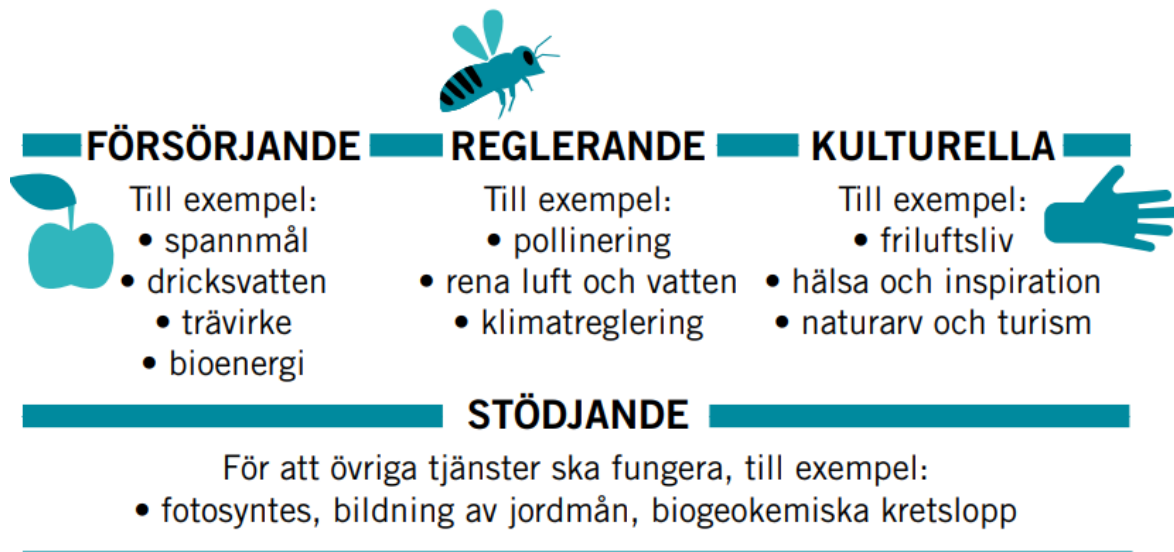 FÖRSÖRJANDE
Till exempel:
• spannmål
• dricksvatten
• trävirke
• bioenergi
REGLERANDE
Till exempel:
• pollinering
• rena luft och vatten
• klimatreglering
KULTURELLA
Till exempel:
• friluftsliv
• hälsa och inspiration
• naturarv och turism
STÖDJANDE
För att övriga tjänster ska fungera, till exempel:
• fotosyntes, bildning av jordmån, biogeokemiska kretslopp